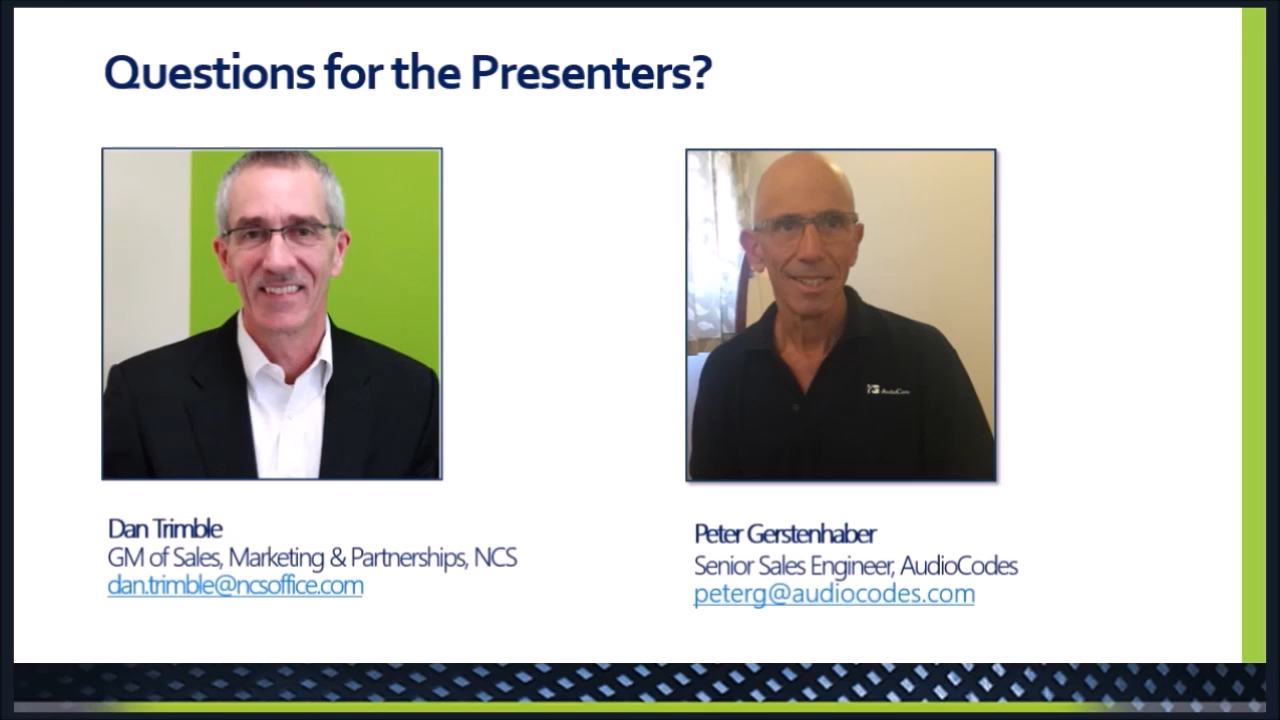 Questions for the Presenters?
Dan Trimble
GM of Sales, Marketing & Partnerships, NCS
dan.trimble@ncsoffice.com
Peter Gerstenhaber
Senior Sales Engineer, AudioCodes
peterg@audiocodes.com